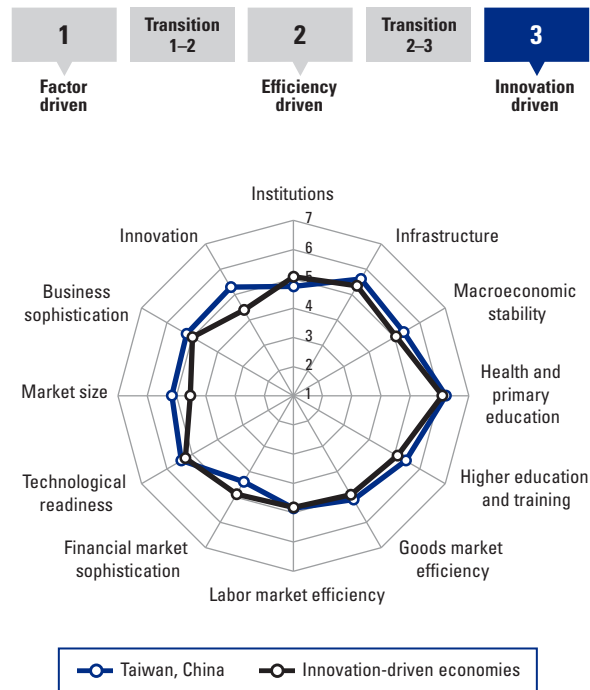 1
Transition
1–2
2
Transition
2–3
3
Factor
driven
Efficiency
driven
Innovation
driven
Institutions
7
Innovation
Infrastructure
6
5
Business
sophistication
Macroeconomic
stability
4
3
2
Market size
1
Health and
primary
education
Technological
readiness
Higher education
and training
Financial market
sophistication
Goods market
efficiency
Labor market efficiency
Taiwan, China
Innovation-driven economies